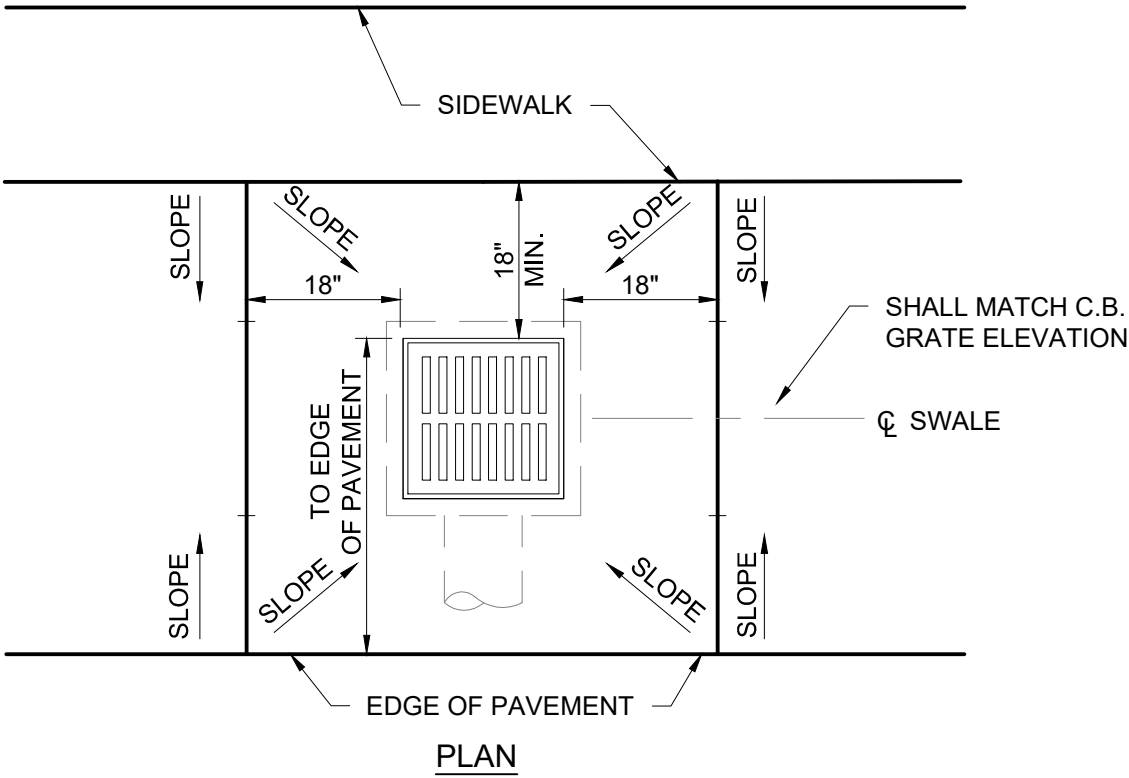 SIDEWALK
SLOPE
SLOPE
SLOPE
SLOPE
18"
18"
MIN.
18"
SHALL MATCH C.B.
GRATE ELEVATION
TO EDGE
OF PAVEMENT
℄ SWALE
SLOPE
SLOPE
SLOPE
SLOPE
EDGE OF PAVEMENT
PLAN